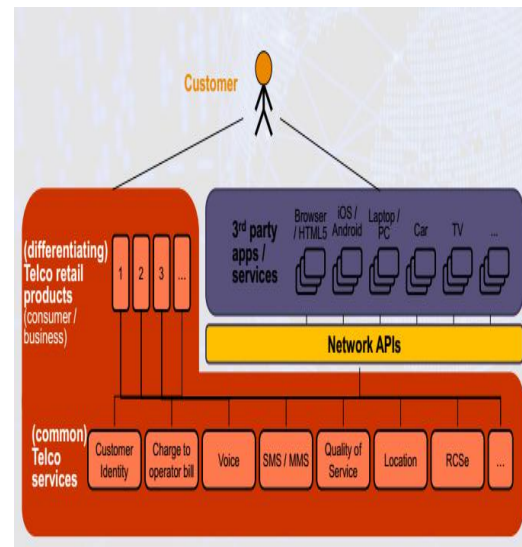 Customer
(differentiating)
Telco retail
products
(consumer /
business)
1
2
3
...
3rd party
apps /
services
Browser
/ HTML5
iOS /
Android
Laptop /
PC
Car
TV
...
Network APIs
(common)
Telco
services
Customer
Identity
Charge to
operator bill
Voice
SMS / MMS
Quality of
Service
Location
RCSe
...